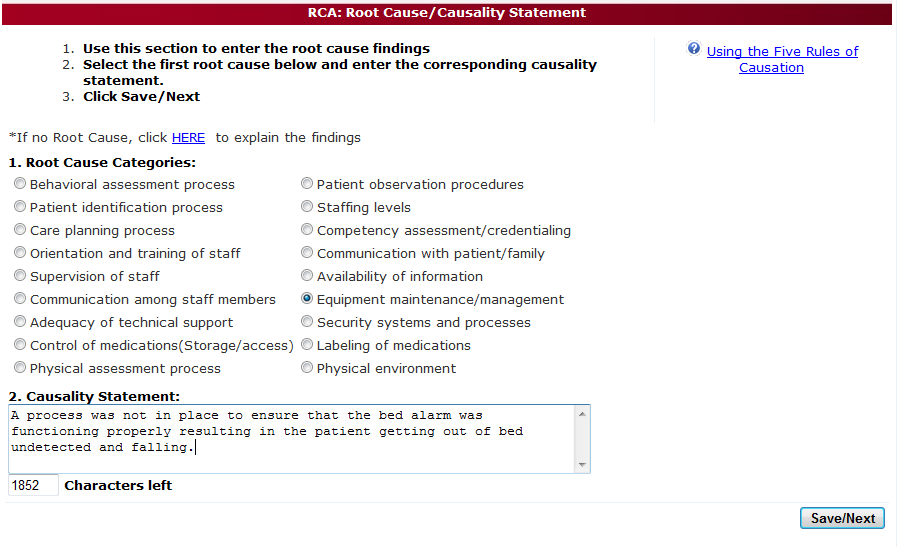 RCA: Root Cause/Causality Statement
1. Use this section to enter the root cause findings
2. Select the first root cause below and enter the corresponding causality
statement.
3. Click Save/Next
Using the Five Rules of
Causation
*If no Root Cause, click HERE to explain the findings
1. Root Cause Categories:
Behavioral assessment process
Patient observation procedures
Patient identification process
Staffing levels
Care planning process
Competency assessment/credentialing
Orientation and training of staff
Communication with patient/family
Supervision of staff
Availability of information
Communication among staff members
Equipment maintenance/management
Adequacy of technical support
Security systems and processes
Control of medications(Storage/access)
Labeling of medications
Physical assessment process
Physical environment
2. Causality Statement:
A process was not in place to ensure that the bed alarm was
functioning properly resulting in the patient getting out of bed
undetected and falling.
1852 Characters left
Save/Next